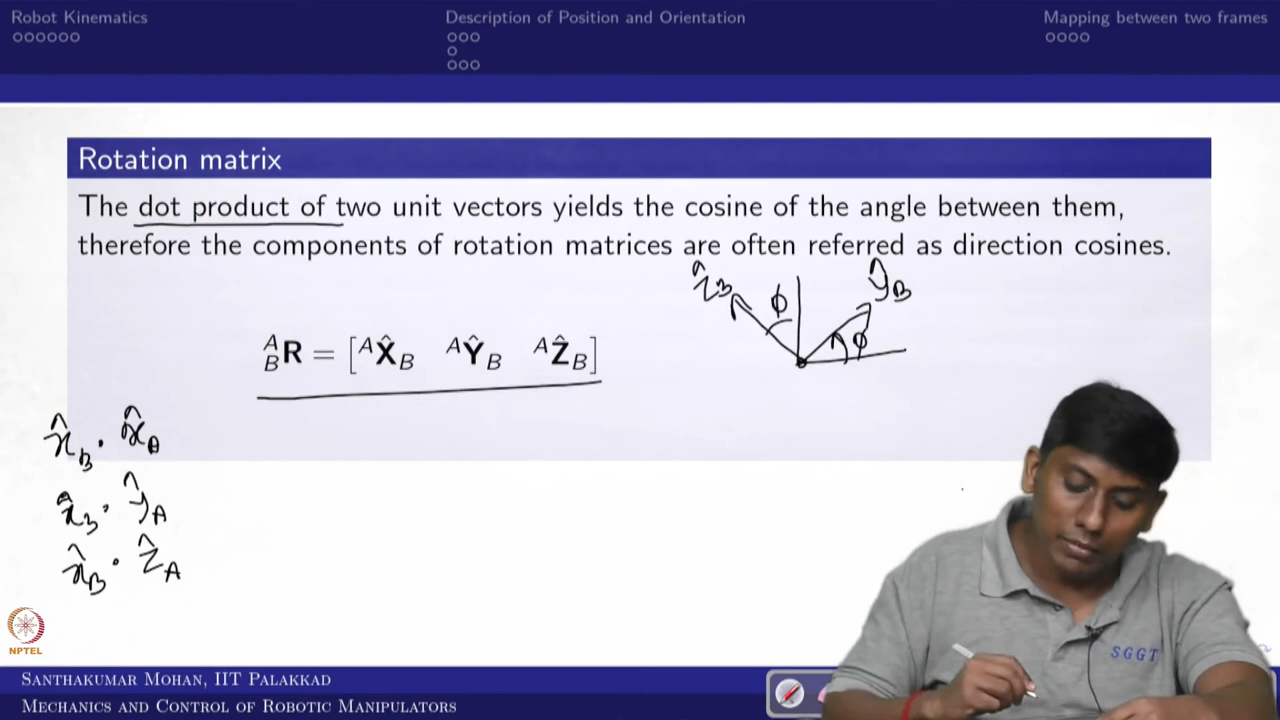 Robot Kinematics
Description of Position and Orientation
Mapping between two frames
Rotation matrix
The dot product of two unit vectors yields the cosine of the angle between them,
therefore the components of rotation matrices are often referred as direction cosines.
ᴬ_B R = [ᴬX̂_B ᴬŶ_B ᴬẐ_B]
ẑ_B
ϕ
ŷ_B
ϕ
x̂_B · x̂_A
x̂_B · ŷ_A
x̂_B · ẑ_A
NPTEL
SGGT
Santhakumar Mohan, IIT Palakkad
Mechanics and Control of Robotic Manipulators